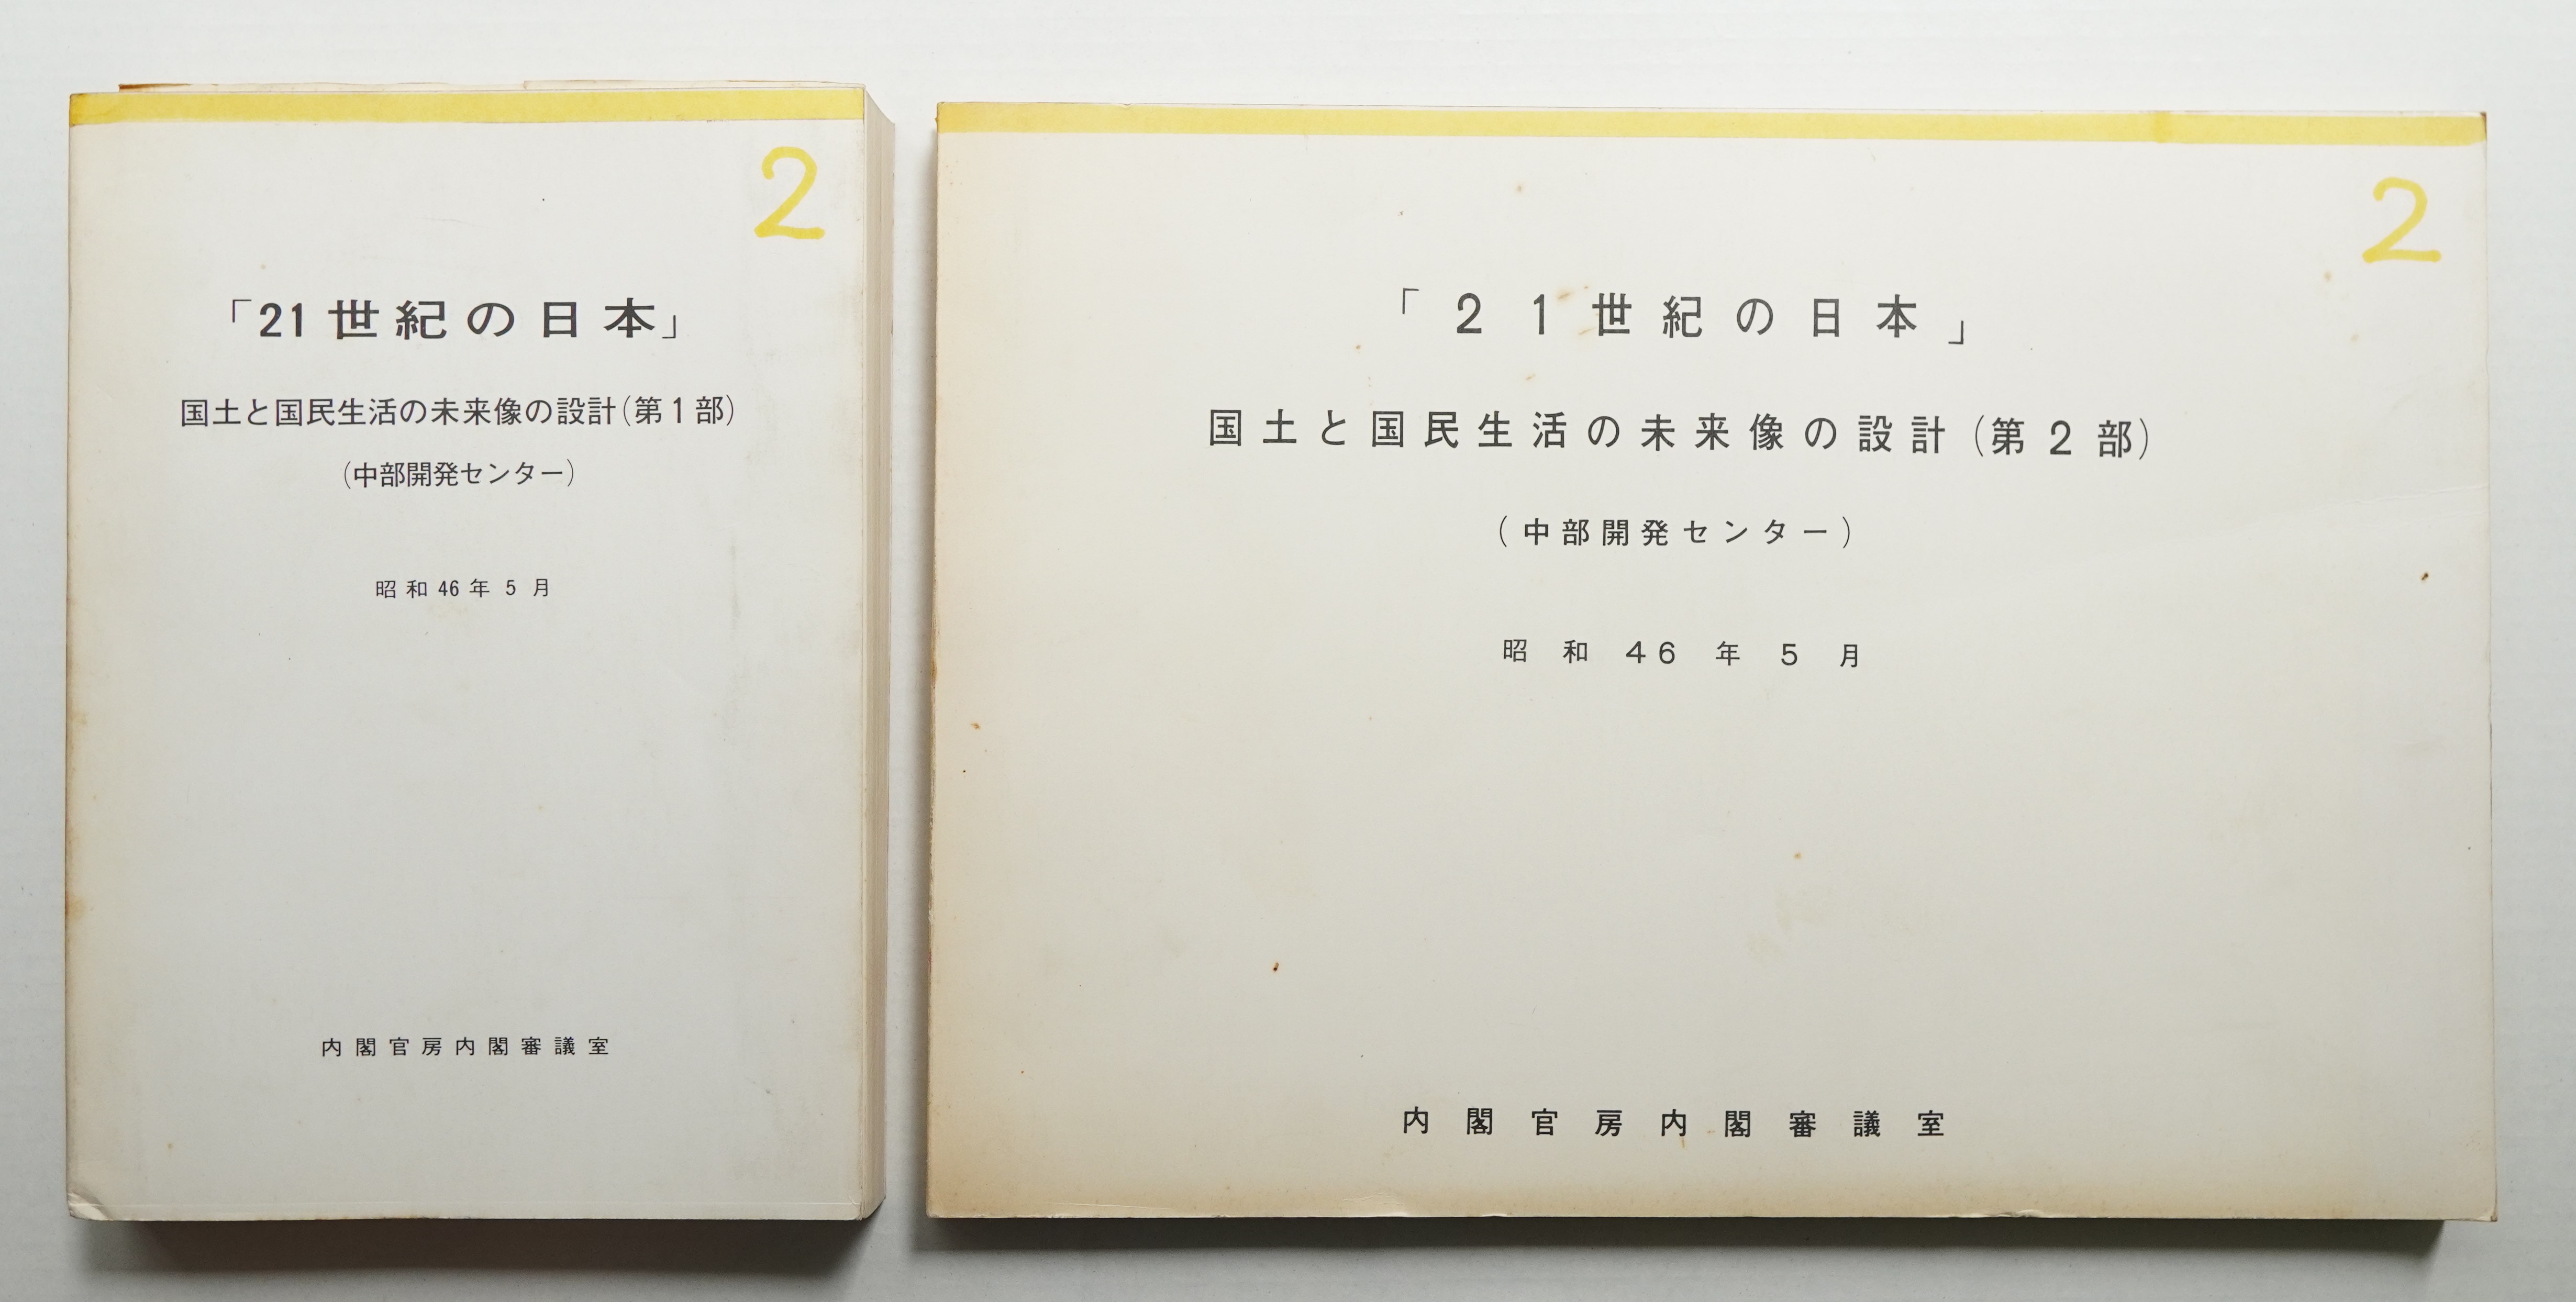 2
「21世紀の日本」
国土と国民生活の未来像の設計(第1部)
(中部開発センター)
昭和46年5月
内閣官房内閣審議室
2
「21世紀の日本」
国土と国民生活の未来像の設計(第2部)
(中部開発センター)
昭和46年5月
内閣官房内閣審議室